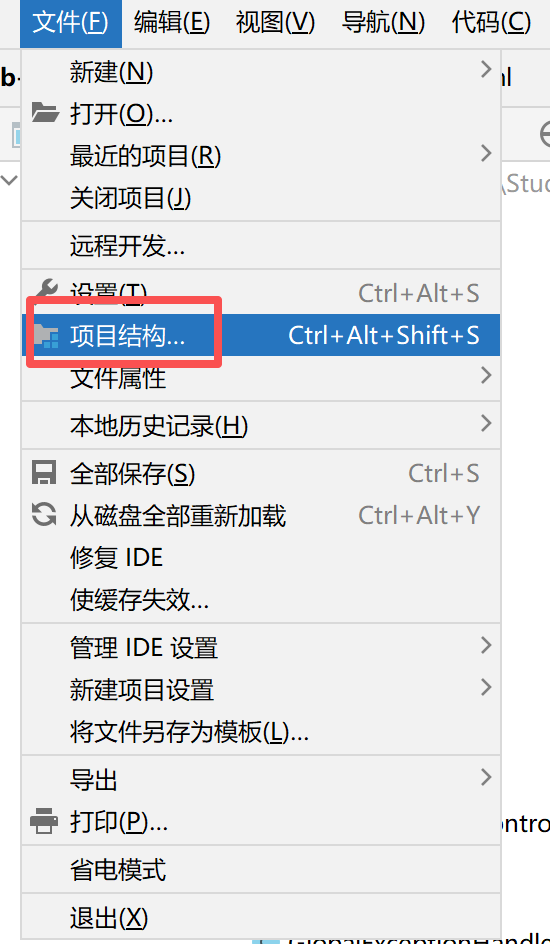 文件(F) 编辑(E) 视图(V) 导航(N) 代码(C)
新建(N)
打开(O)...
最近的项目(R)
\Stud
关闭项目(J)
远程开发...
设置(T) Ctrl+Alt+S
项目结构... Ctrl+Alt+Shift+S
文件属性
本地历史记录(H)
全部保存(S) Ctrl+S
从磁盘全部重新加载 Ctrl+Alt+Y
修复 IDE
使缓存失效...
管理 IDE 设置
新建项目设置
将文件另存为模板(L)...
导出
打印(P)... ontro
省电模式
退出(X)
GlobalExceptionHandle